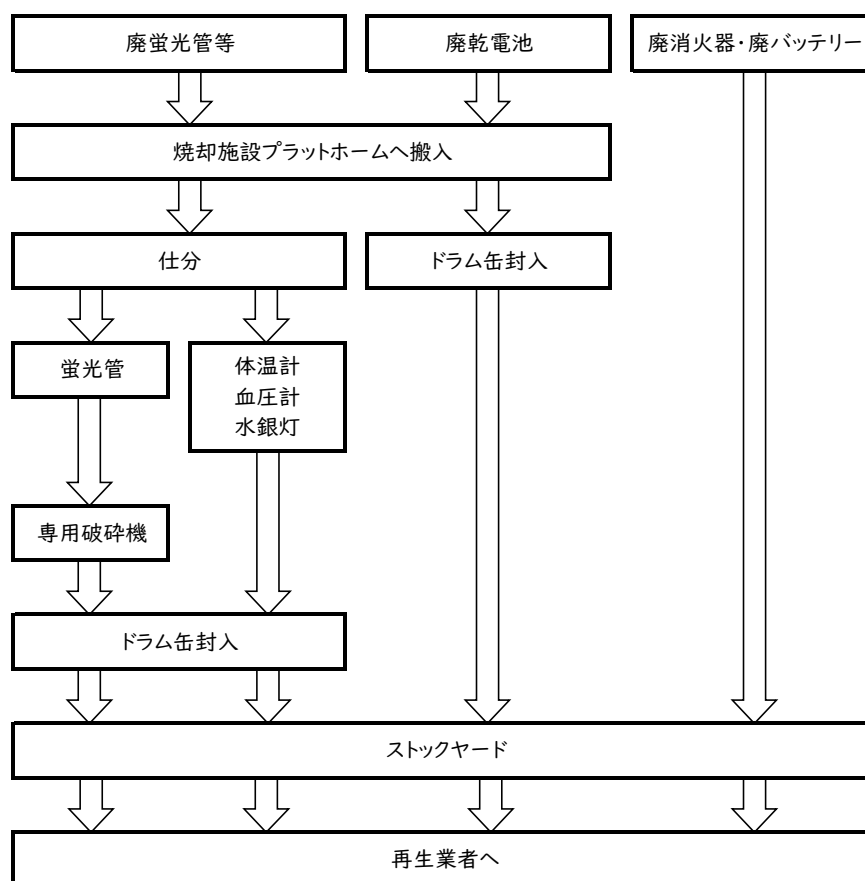 廃蛍光管等
廃乾電池
廃消火器・廃バッテリー
焼却施設プラットホームへ搬入
仕分
ドラム缶封入
蛍光管
体温計
血圧計
水銀灯
専用破砕機
ドラム缶封入
ストックヤード
再生業者へ